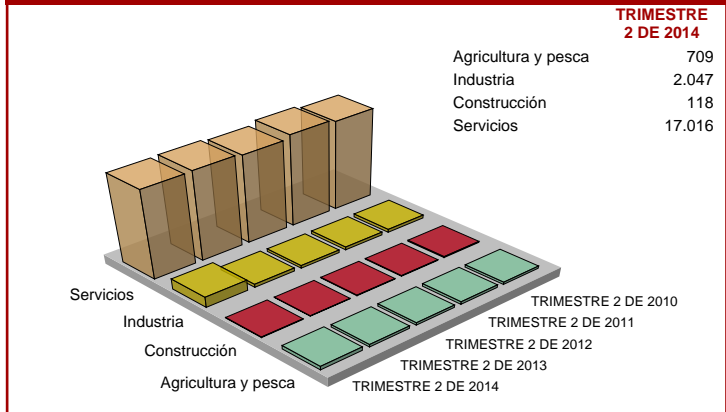 TRIMESTRE
2 DE 2014
Agricultura y pesca 709
Industria 2.047
Construcción 118
Servicios 17.016
Servicios
Industria
Construcción
Agricultura y pesca
TRIMESTRE 2 DE 2010
TRIMESTRE 2 DE 2011
TRIMESTRE 2 DE 2012
TRIMESTRE 2 DE 2013
TRIMESTRE 2 DE 2014